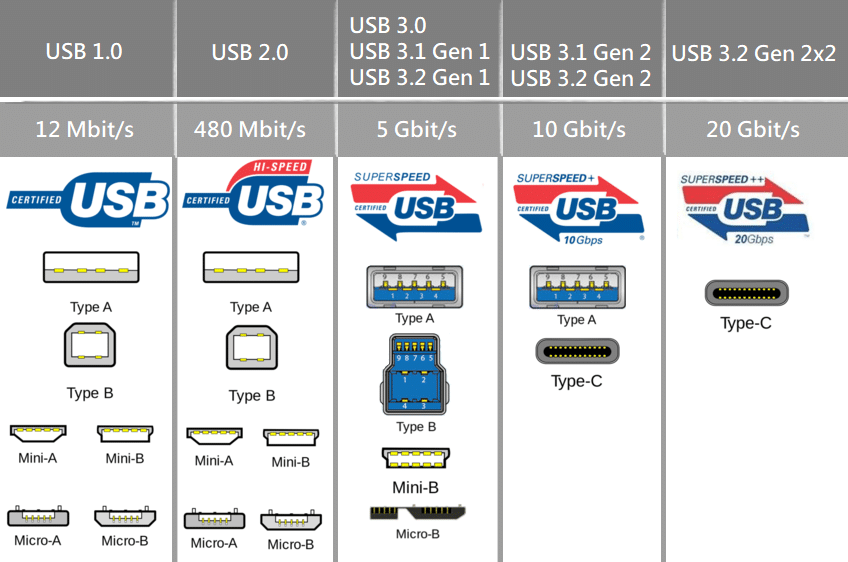 USB 1.0
USB 2.0
USB 3.0
USB 3.1 Gen 1
USB 3.2 Gen 1
USB 3.1 Gen 2
USB 3.2 Gen 2
USB 3.2 Gen 2x2
12 Mbit/s
480 Mbit/s
5 Gbit/s
10 Gbit/s
20 Gbit/s
CERTIFIED USB TM
HI-SPEED
CERTIFIED USB ®
SUPERSPEED
CERTIFIED USB
SUPERSPEED+
CERTIFIED USB
10Gbps ®
SUPERSPEED ++
CERTIFIED USB
20Gbps TM
Type A
Type B
Mini-A Mini-B
Micro-A Micro-B
Type A
Type B
Mini-A Mini-B
Micro-A Micro-B
9 8 7 6 5
1 2 3 4
Type A
9 8 7 6 5
1 2
4 3
Type B
Mini-B
Micro-B
9 8 7 6 5
1 2 3 4
Type A
Type-C
Type-C